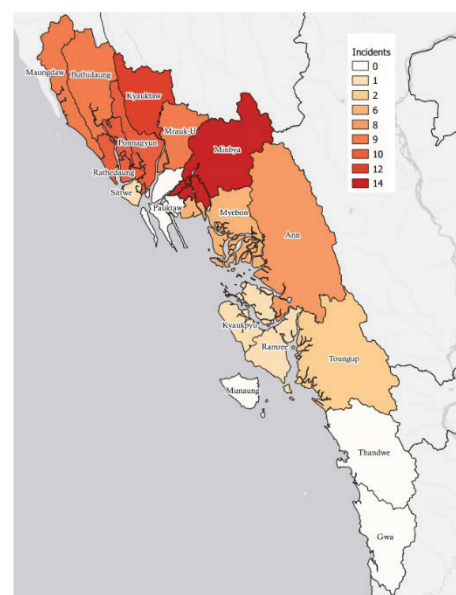 Incidents
0
1
2
6
8
9
10
12
14
Maungdaw
Buthidaung
Kyauktaw
Mrauk-U
Minbya
Ponnagyun
Rathedaung
Sittwe
Pauktaw
Myebon
Ann
Kyaukpyu
Ramree
Toungup
Munaung
Thandwe
Gwa